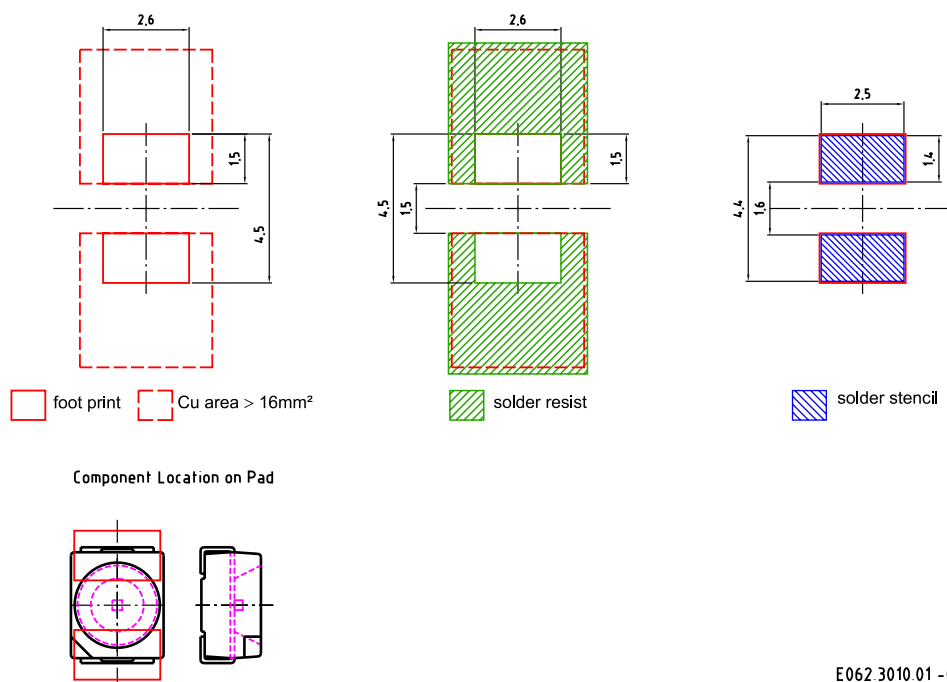 2,6
1,5
4,5
2,6
4,5
1,5
1,5
2,5
4,4
1,6
1,4
foot print
Cu area > 16mm²
solder resist
solder stencil
Component Location on Pad
E062.3010.01 -